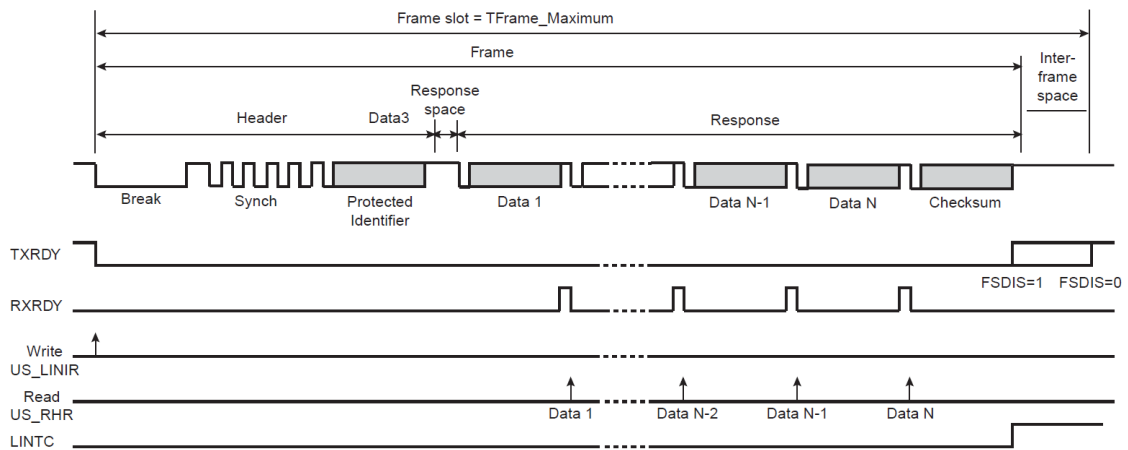 Frame slot = TFrame_Maximum
Frame
Inter-
frame
space
Response
space
Header
Data3
Response
Break
Synch
Protected
Identifier
Data 1
Data N-1
Data N
Checksum
TXRDY
FSDIS=1
FSDIS=0
RXRDY
Write
US_LINIR
Read
US_RHR
Data 1
Data N-2
Data N-1
Data N
LINTC